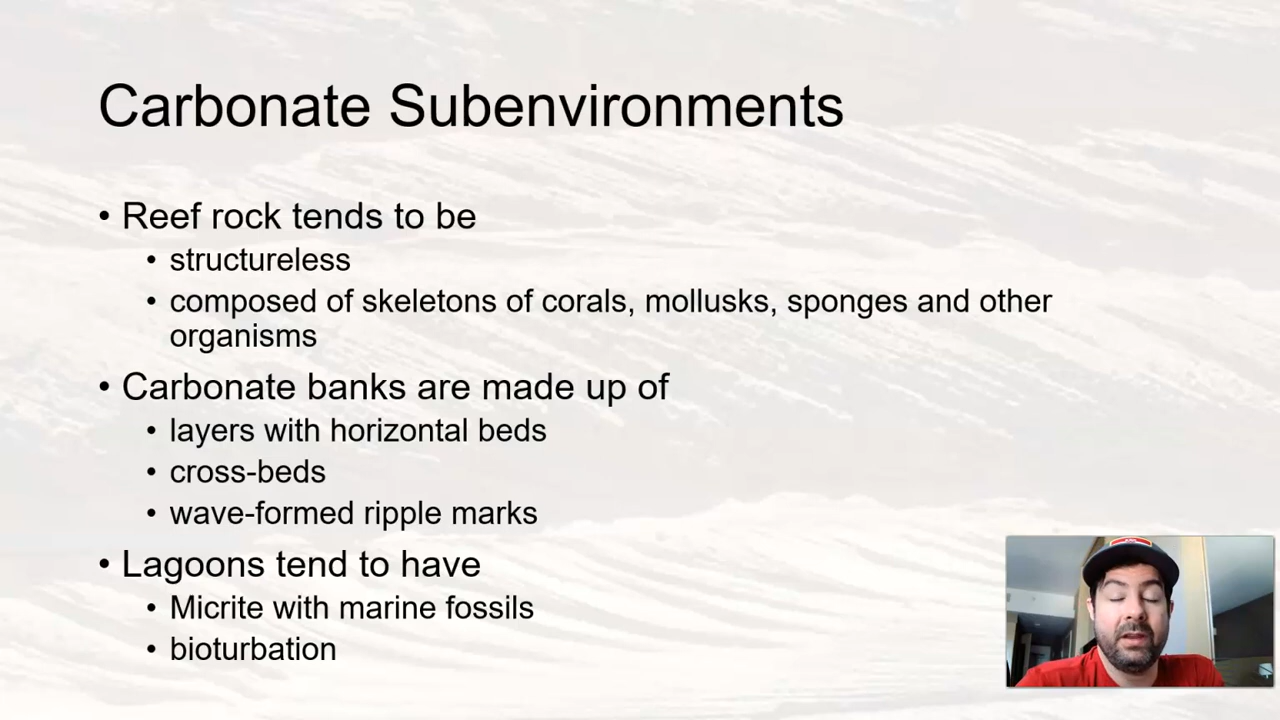 Carbonate Subenvironments
• Reef rock tends to be
• structureless
• composed of skeletons of corals, mollusks, sponges and other
organisms
• Carbonate banks are made up of
• layers with horizontal beds
• cross-beds
• wave-formed ripple marks
• Lagoons tend to have
• Micrite with marine fossils
• bioturbation